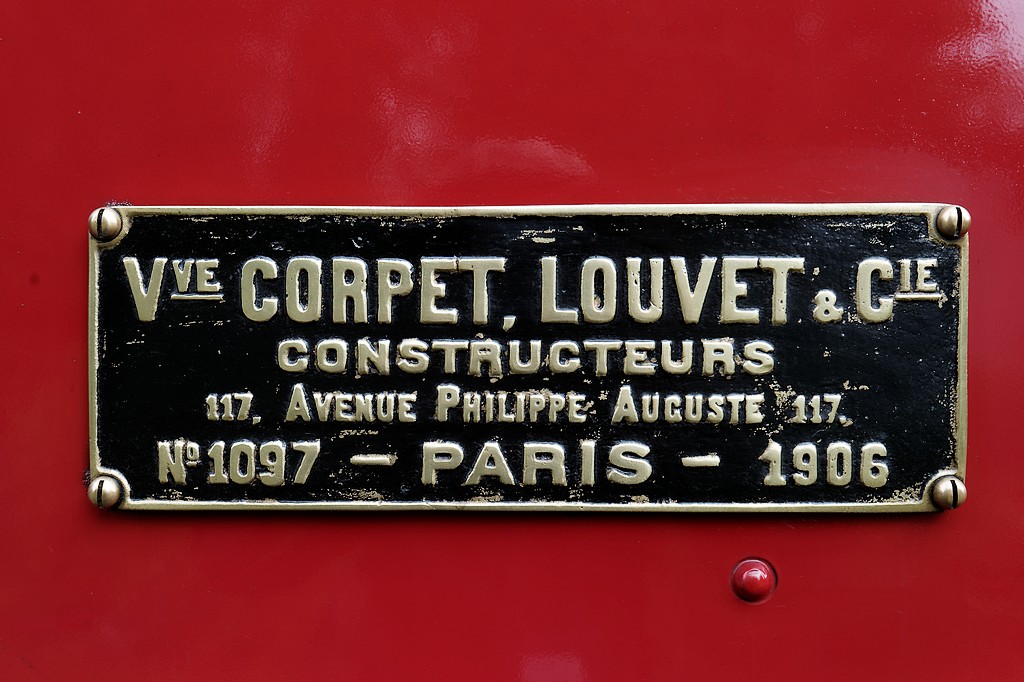 Vve CORPET, LOUVET & Cie
CONSTRUCTEURS
117, AVENUE PHILIPPE AUGUSTE 117.
No 1097 – PARIS – 1906